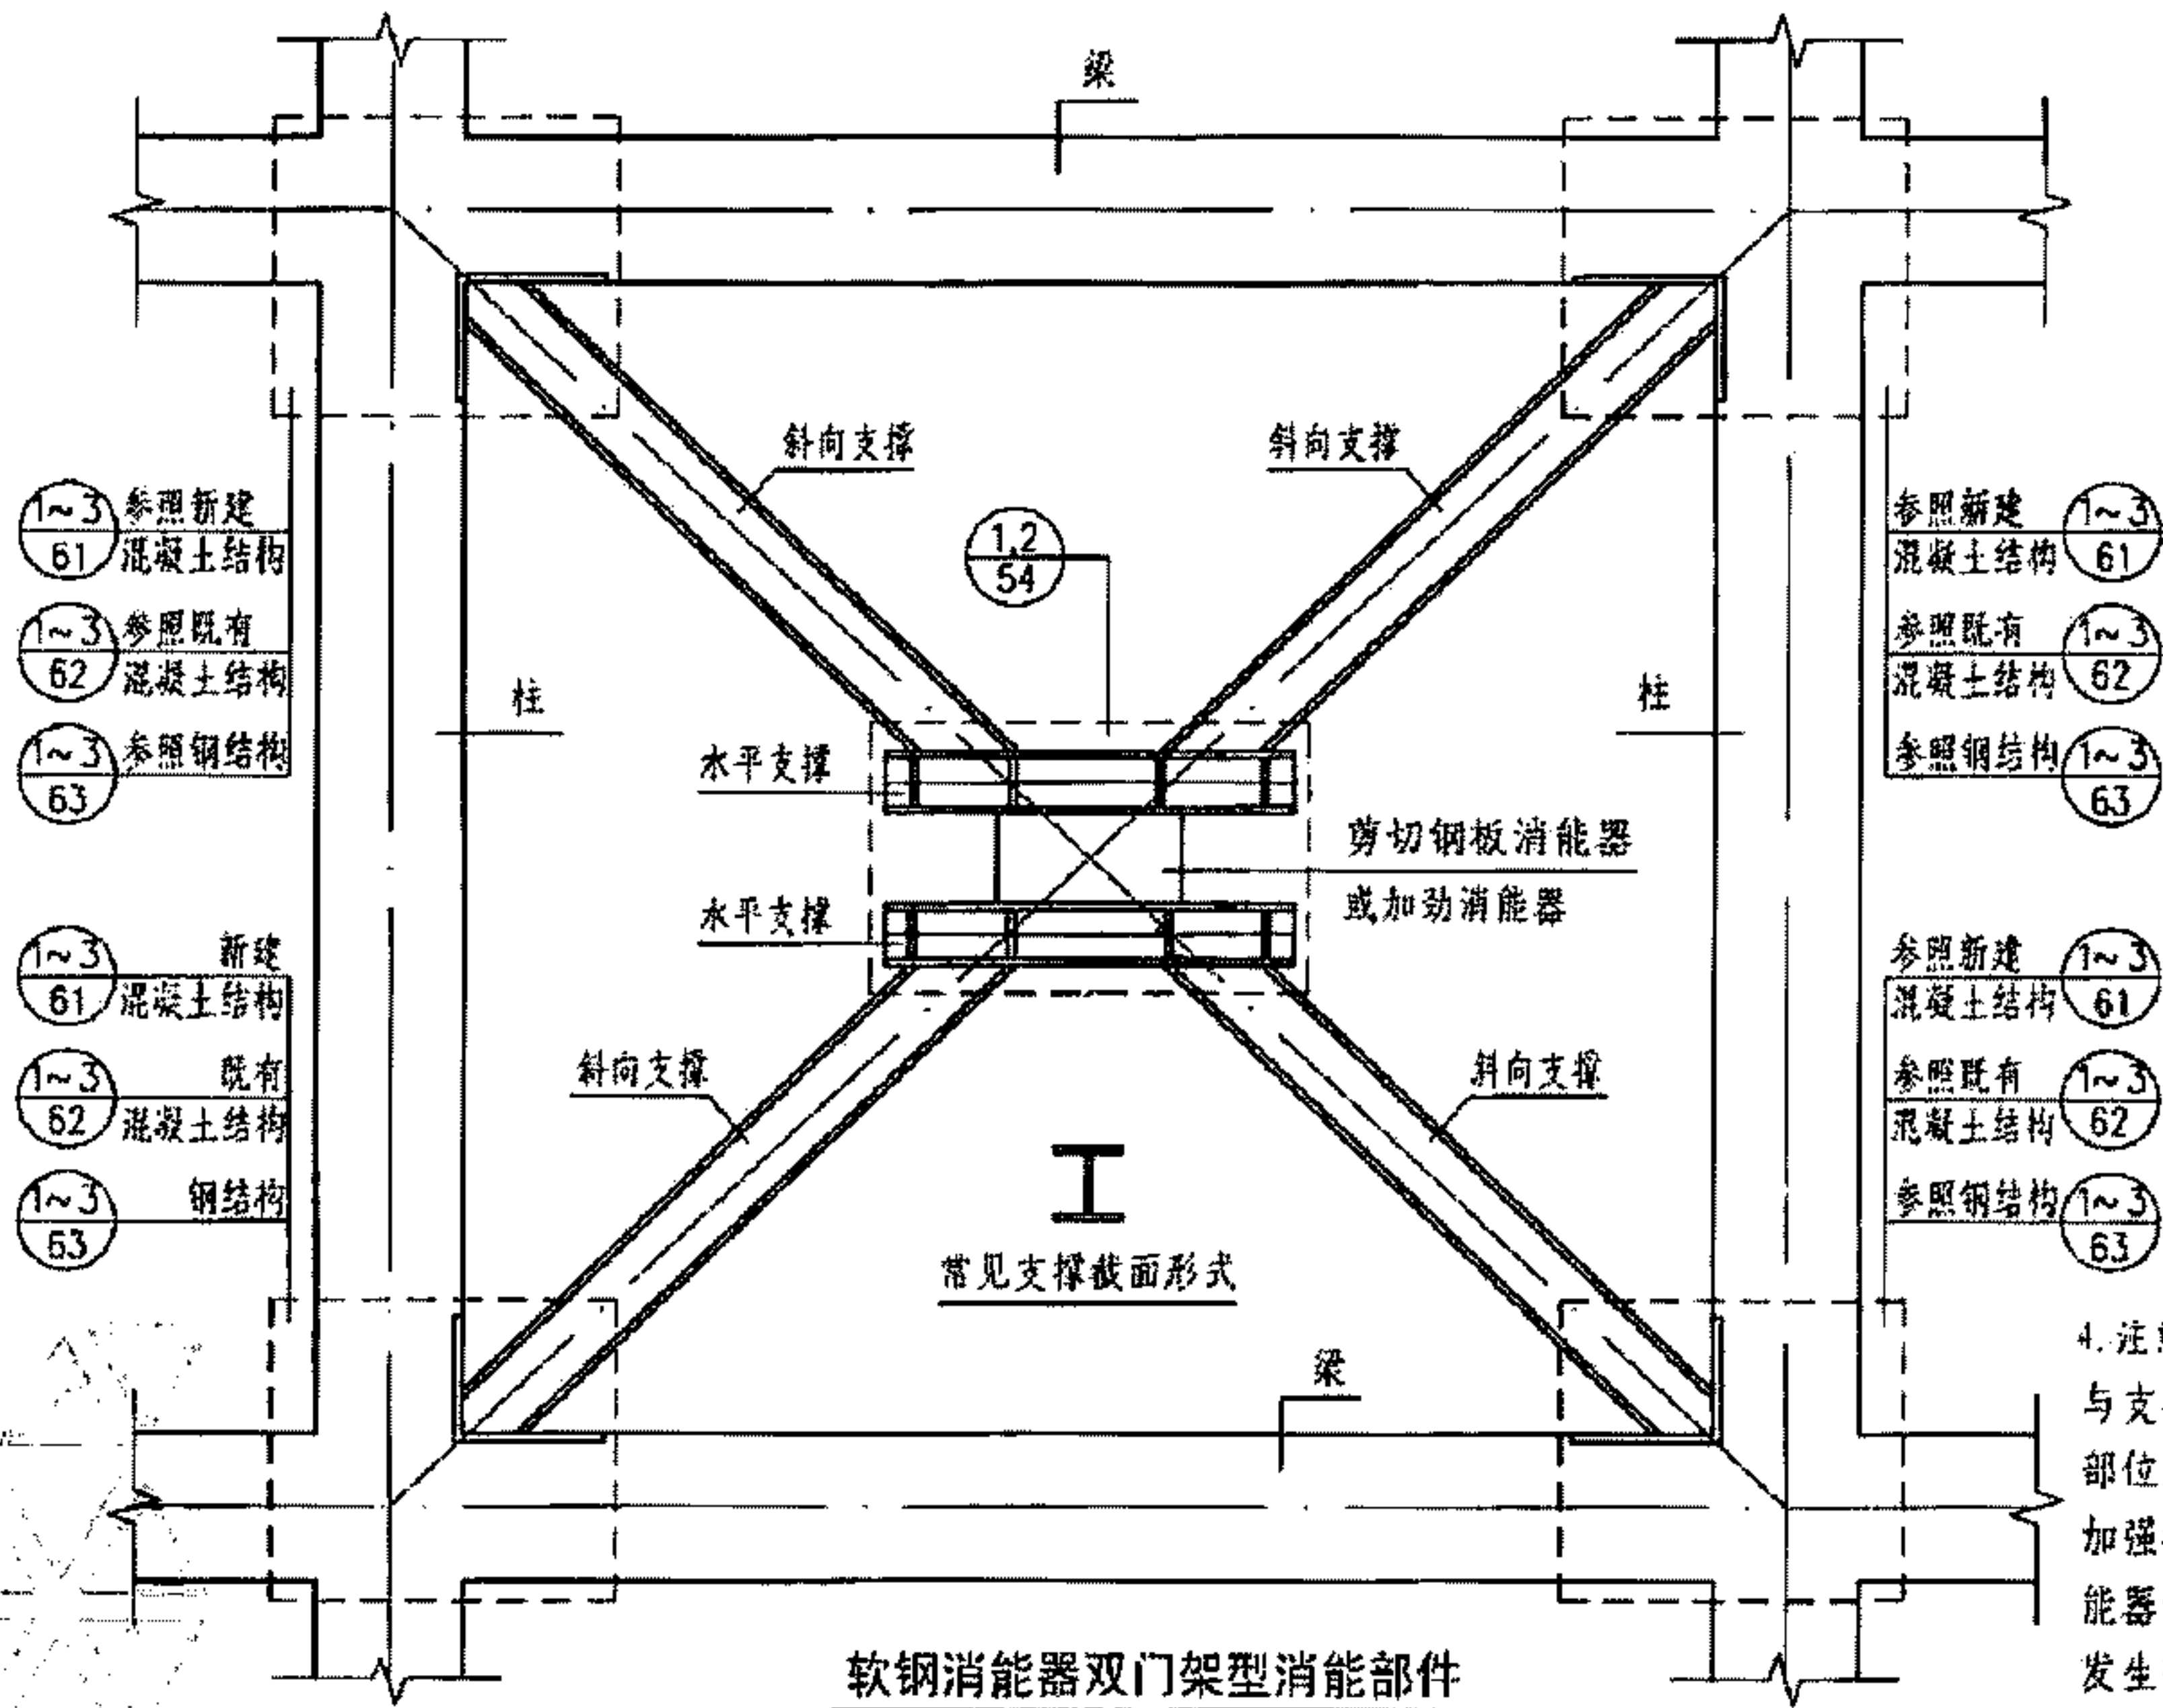 梁
斜向支撑
斜向支撑
1~3
61
参照新建
混凝土结构
1~3
62
参照既有
混凝土结构
1~3
63
参照钢结构
1,2
54
参照新建
混凝土结构
1~3
61
参照既有
混凝土结构
1~3
62
参照钢结构
1~3
63
柱
柱
水平支撑
剪切钢板消能器
或加劲消能器
水平支撑
1~3
61
新建
混凝土结构
1~3
62
既有
混凝土结构
1~3
63
钢结构
参照新建
混凝土结构
1~3
61
参照既有
混凝土结构
1~3
62
参照钢结构
1~3
63
斜向支撑
斜向支撑
常见支撑截面形式
梁
4.注
与支
部位
加强
能器
发生
软钢消能器双门架型消能部件